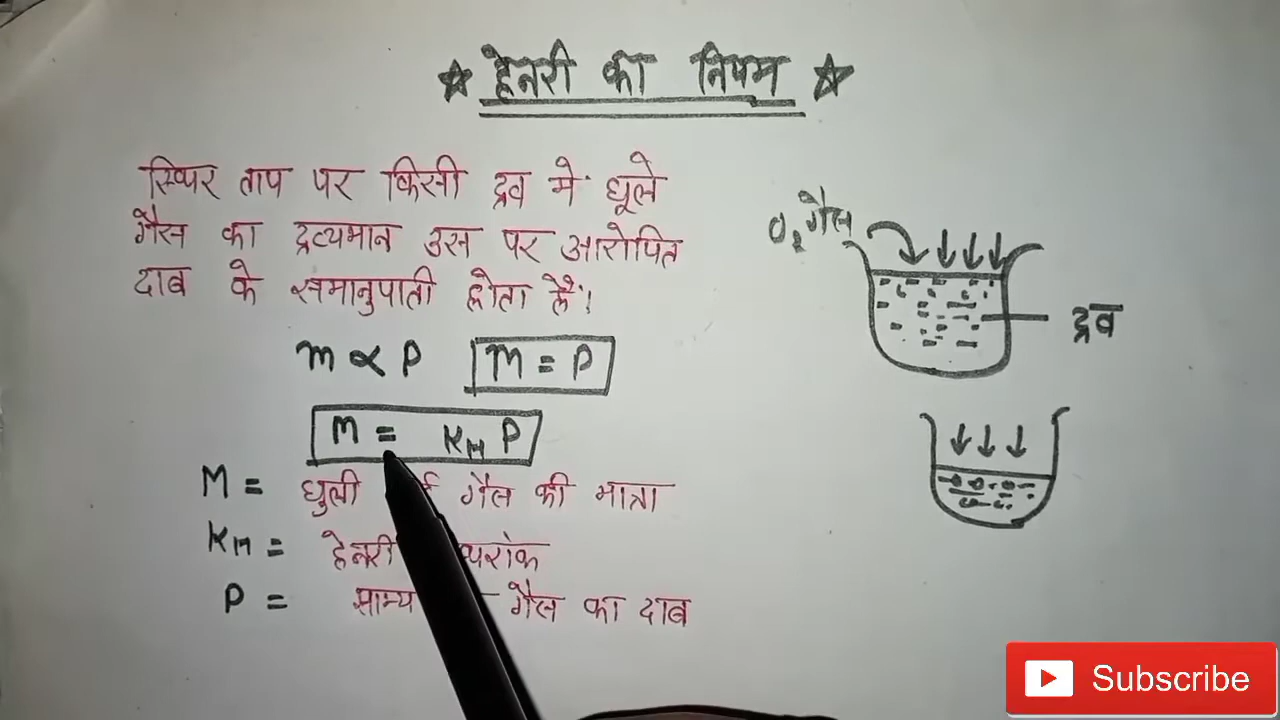 ☆ हेनरी का नियम ☆
स्थिर ताप पर किसी द्रव में घूले
गैस का द्रव्यमान उस पर आरोपित
दाब के समानुपाती होता है।
m ∝ P M = P
M = KH P
M = घुली गैस की मात्रा
KH = हेनरी
P = साम्य गैस का दाब
O2 गैस
द्रव
Subscribe